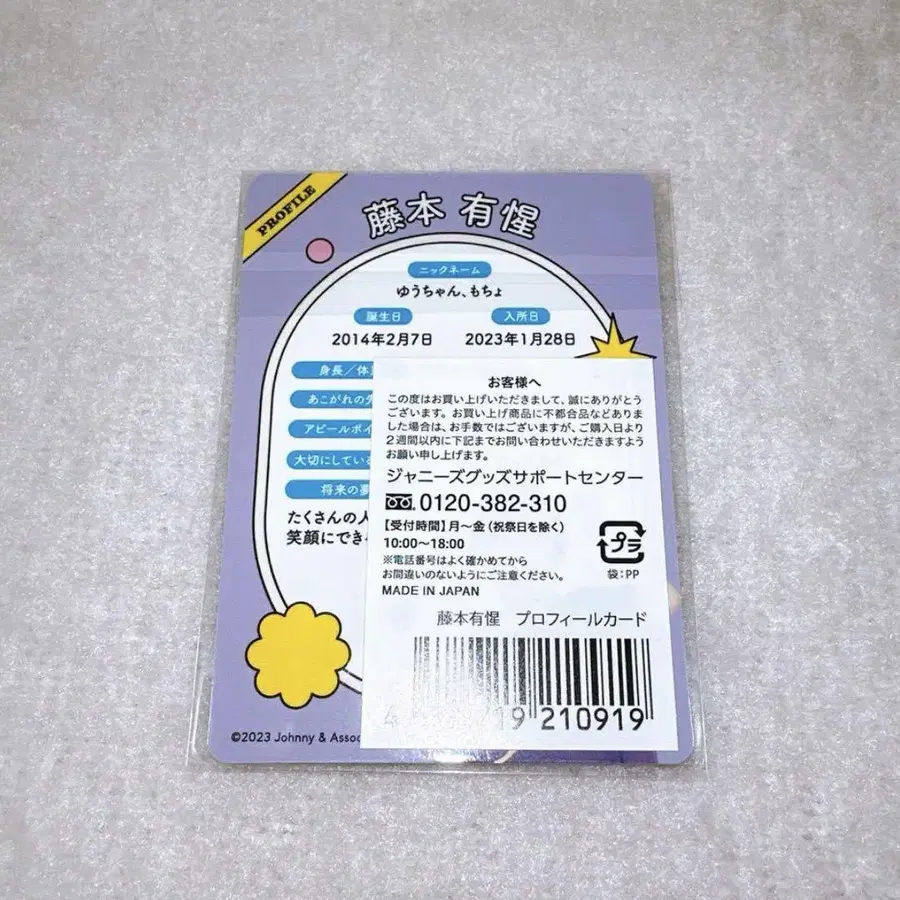 PROFILE
藤本 有惺
ニックネーム
ゆうちゃん、もちょ
誕生日 入所日
2014年2月7日 2023年1月28日
身長／体
あこがれの
アピールポイ
大切にしている
将来の夢
たくさんの人
笑顔にでき
お客様へ
この度はお買い上げいただきまして、誠にありがとう
ございます。お買い上げ商品に不都合品などありま
した場合は、お手数ではございますが、ご購入日より
2週間以内に下記までお問い合わせいただきますよう
お願い申し上げます。
ジャニーズグッズサポートセンター
0120-382-310
【受付時間】月～金（祝祭日を除く）
10:00～18:00
※電話番号はよく確かめてから
お間違いのないようにご注意ください。
MADE IN JAPAN
プラ
袋：PP
藤本有惺 プロフィールカード
4 19 210919
©2023 Johnny & Assoc